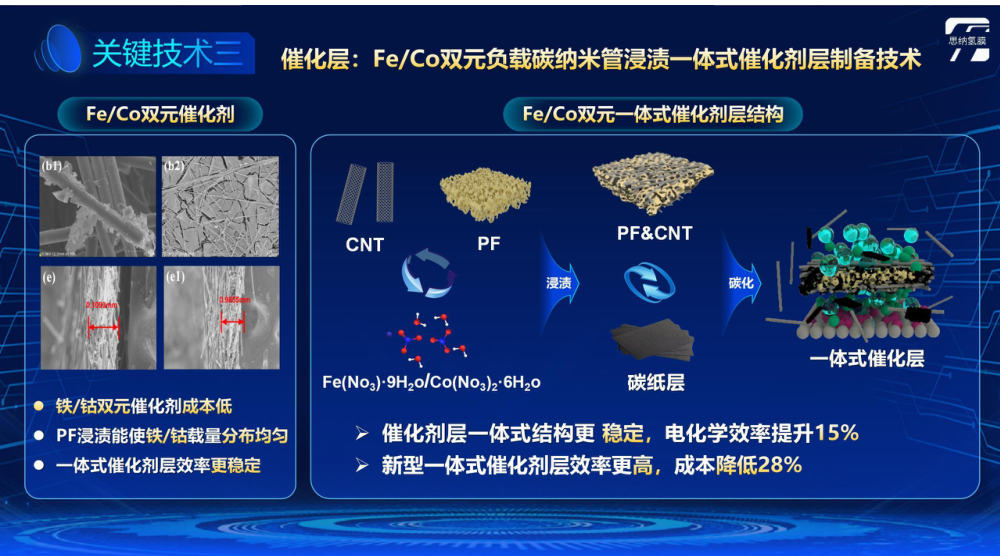 关键技术三
催化层：Fe/Co双元负载碳纳米管浸渍一体式催化剂层制备技术
思纳氢膜
Fe/Co双元催化剂
(b1)
(b2)
(e)
(e1)
铁/钴双元催化剂成本低
PF浸渍能使铁/钴载量分布均匀
一体式催化剂层效率更稳定
Fe/Co双元一体式催化剂层结构
CNT
PF
PF&CNT
浸渍
碳化
Fe(No₃)·9H₂o/Co(No₃)₂·6H₂o
碳纸层
一体式催化层
催化剂层一体式结构更 稳定，电化学效率提升15%
新型一体式催化剂层效率更高，成本降低28%